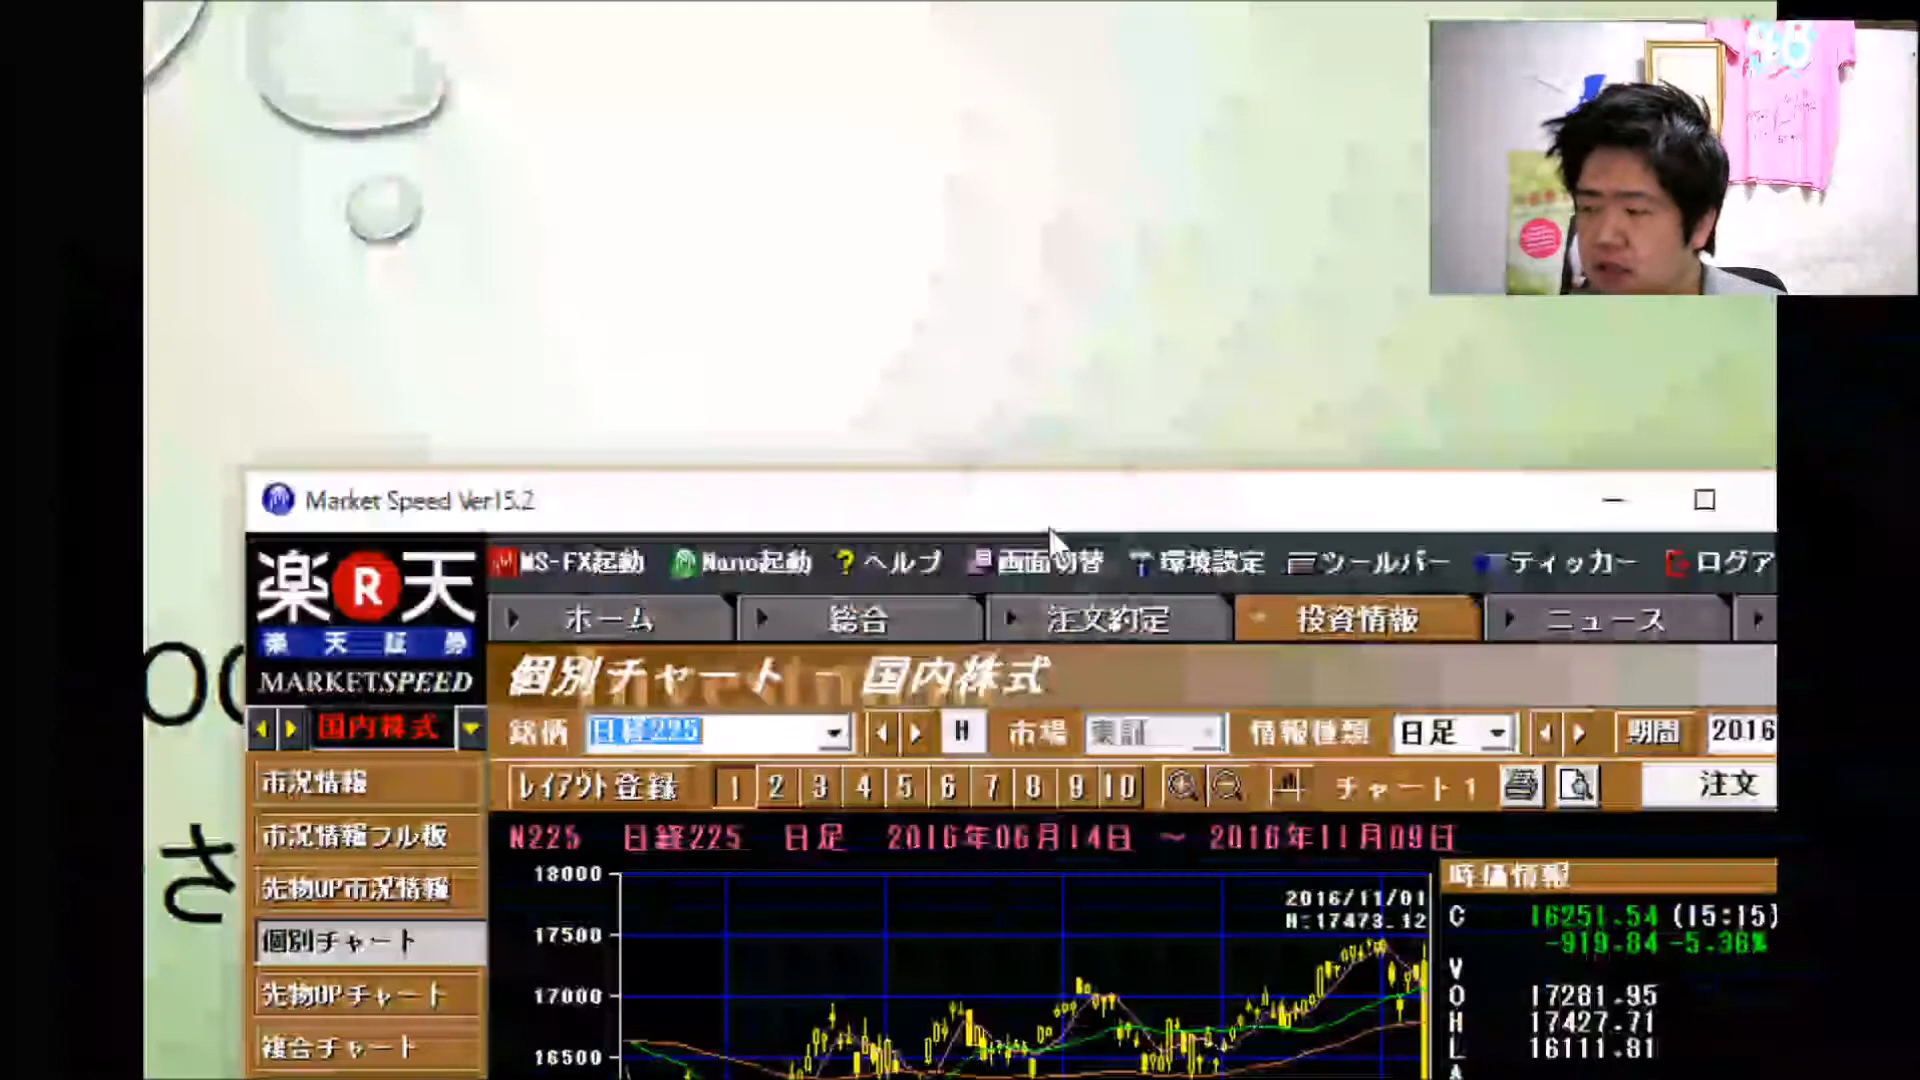 46
Market Speed Ver15.2
楽R天
楽天証券
MARKETSPEED
MS-FX起動 Nano起動 ?ヘルプ 画面切替 環境設定 ツールバー ティッカー ログア
ホーム 総合 注文約定 投資情報 ニュース
個別チャート - 国内株式
国内株式
銘柄 日経225 H 市場 東証 情報種類 日足 期間 2016
レイアウト登録 1 2 3 4 5 6 7 8 9 10 チャート1 注文
市況情報
市況情報フル板
先物OP市況情報
個別チャート
先物OPチャート
複合チャート
さ
N225 日経225 日足 2016年06月14日 ～ 2016年11月09日
18000
17500
17000
16500
2016/11/01
H:17473.12
時価情報
C 16251.54 (15:15)
-919.84 -5.36%
V
O 17281.95
H 17427.71
L 16111.81